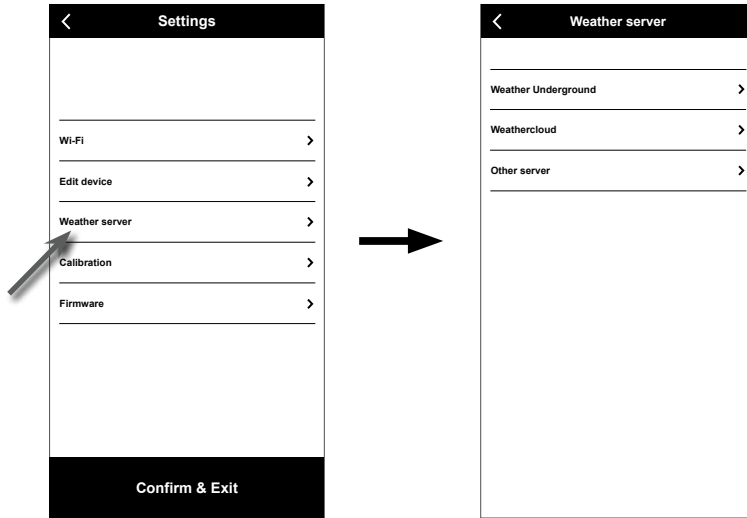 Settings
Wi-Fi
Edit device
Weather server
Calibration
Firmware
Confirm & Exit
Weather server
Weather Underground
Weathercloud
Other server